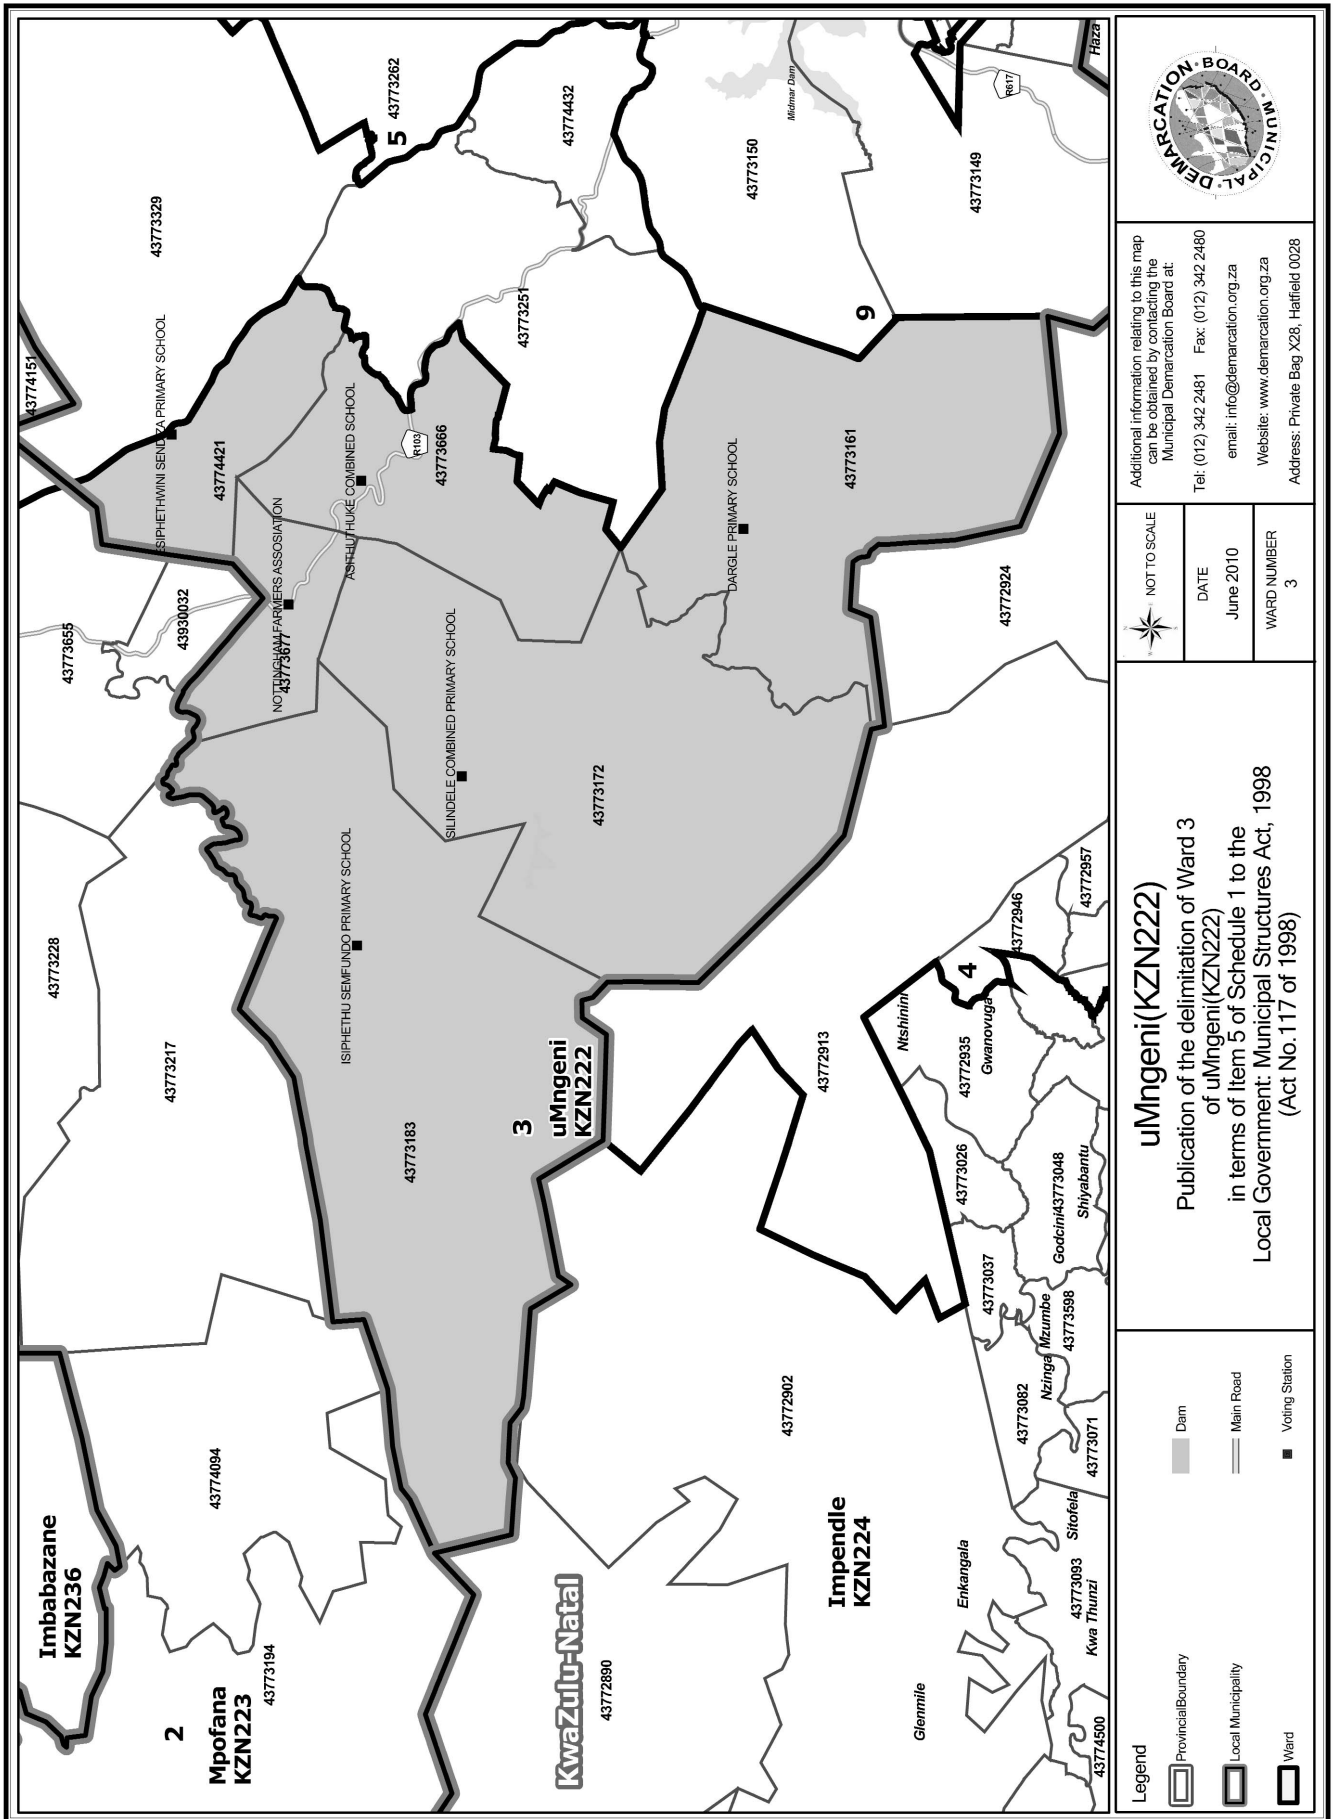 Imbabazane
KZN236
2
Mpofana
KZN223
43773194
43774094
43773228
43773217
43773655
43930032
43774151
43773329
ESIPHETHWINI SENDIZA PRIMARY SCHOOL
43774421
5
43773262
43774432
NOTTINGHAM FARMERS ASSOSIATION
43773677
ASITHUTHUKE COMBINED SCHOOL
R103
43773666
43773251
ISIPHETHU SEMFUNDO PRIMARY SCHOOL
SILINDELE COMBINED PRIMARY SCHOOL
43773183
3
uMngeni
KZN222
43773172
DARGLE PRIMARY SCHOOL
43773161
9
43773150
Midmar Dam
43773149
R617
Haza
KwaZulu-Natal
43772890
43772902
43772913
43772924
Impendle
KZN224
Glenmile
Enkangala
Ntshinini
43772935
Gwanovuga
4
43772946
43772957
43773026
43773037
Godcini
43773048
Shiyabantu
Mzumbe
Nzinga
43773598
43773082
43773071
Sitofela
43773093
Kwa Thunzi
43774500
Legend
ProvincialBoundary
Local Municipality
Ward
Dam
Main Road
Voting Station
uMngeni(KZN222)
Publication of the delimitation of Ward 3
of uMngeni(KZN222)
in terms of Item 5 of Schedule 1 to the
Local Government: Municipal Structures Act, 1998
(Act No.117 of 1998)
NOT TO SCALE
DATE
June 2010
WARD NUMBER
3
Additional information relating to this map
can be obtained by contacting the
Municipal Demarcation Board at:
Tel: (012) 342 2481 Fax: (012) 342 2480
email: info@demarcation.org.za
Website: www.demarcation.org.za
Address: Private Bag X28, Hatfield 0028
MUNICIPAL • DEMARCATION • BOARD •